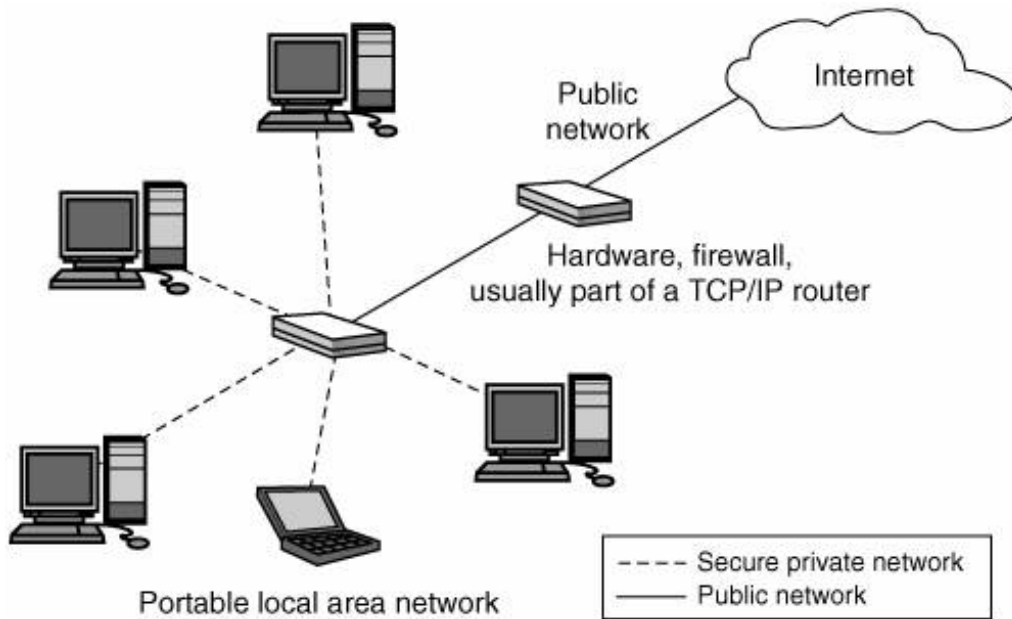 Internet
Public
network
Hardware, firewall,
usually part of a TCP/IP router
Portable local area network
Secure private network
Public network